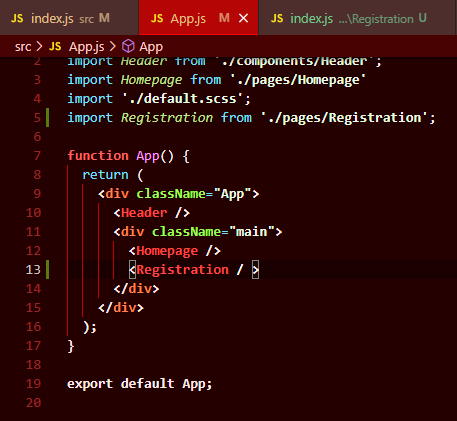 JS index.js src M JS App.js M × JS index.js ...\Registration U
src > JS App.js > App
2 import Header from './components/Header';
3 import Homepage from './pages/Homepage'
4 import './default.scss';
5 import Registration from './pages/Registration';
6
7 function App() {
8 return (
9 <div className="App">
10 <Header />
11 <div className="main">
12 <Homepage />
13 <Registration / >
14 </div>
15 </div>
16 );
17 }
18
19 export default App;
20